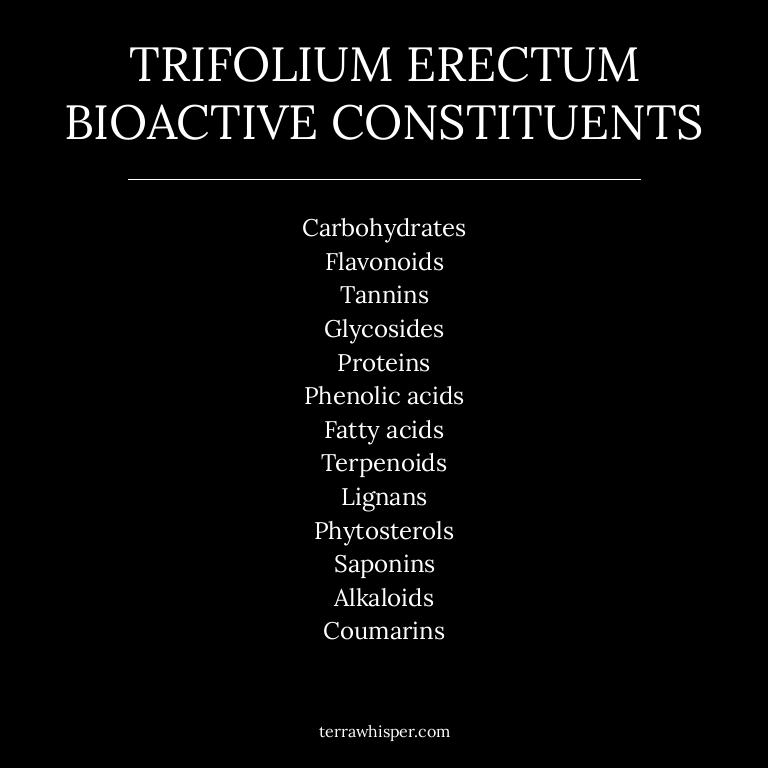 TRIFOLIUM ERECTUM
BIOACTIVE CONSTITUENTS
Carbohydrates
Flavonoids
Tannins
Glycosides
Proteins
Phenolic acids
Fatty acids
Terpenoids
Lignans
Phytosterols
Saponins
Alkaloids
Coumarins
terrawhisper.com